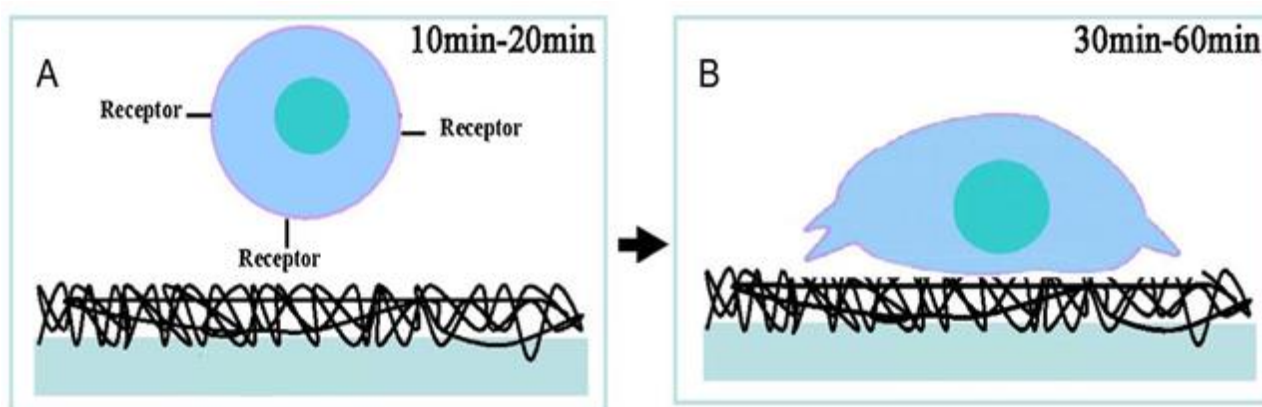 A
10min-20min
Receptor
Receptor
Receptor
B
30min-60min